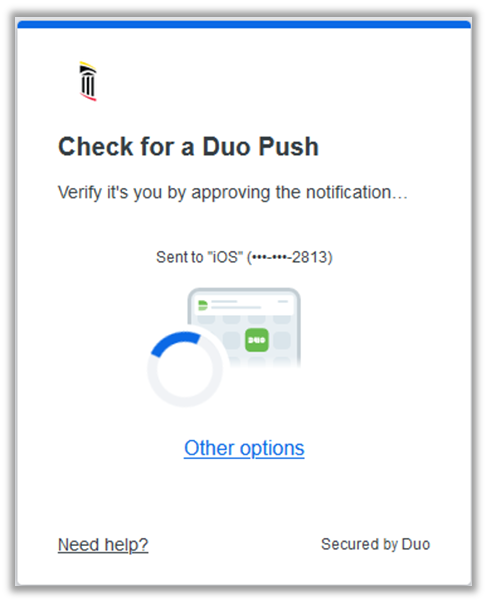 Check for a Duo Push
Verify it's you by approving the notification...
Sent to "iOS" (•••-•••-2813)
DUO
Other options
Need help?
Secured by Duo